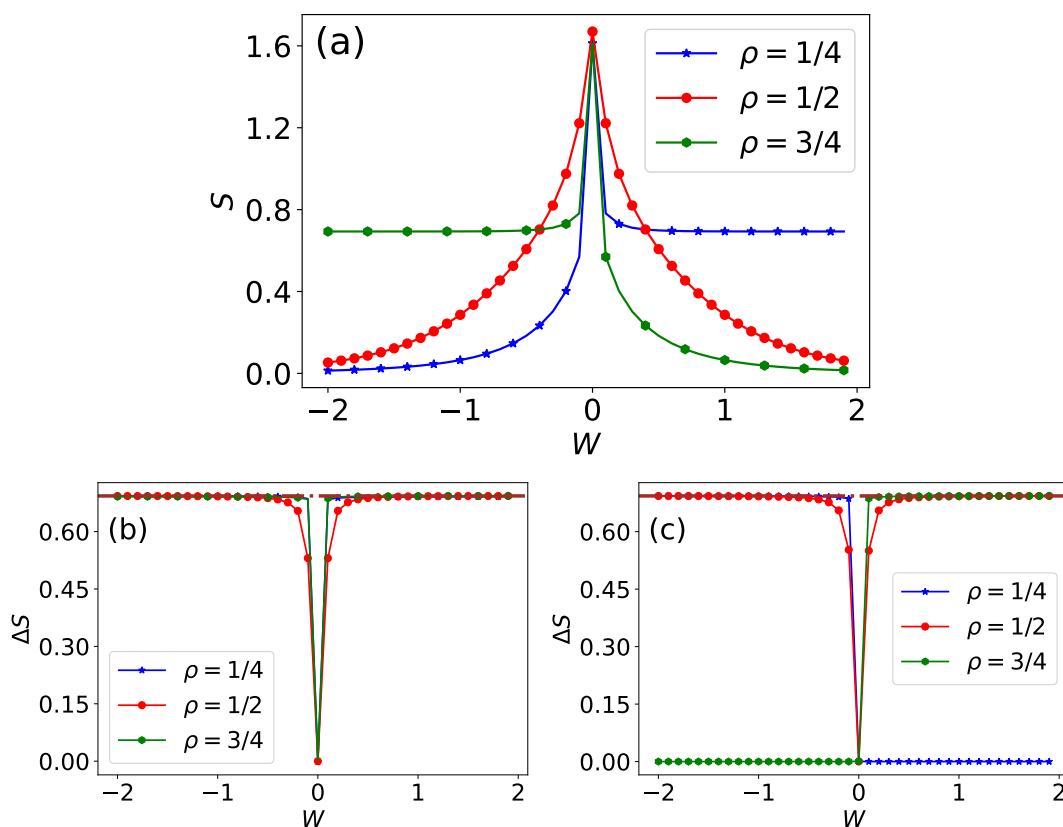 (a)
S
1.6
1.2
0.8
0.4
0.0
ρ = 1/4
ρ = 1/2
ρ = 3/4
−2 −1 0 1 2
W
(b)
ΔS
0.60
0.45
0.30
0.15
0.00
ρ = 1/4
ρ = 1/2
ρ = 3/4
−2 −1 0 1 2
W
(c)
ΔS
0.60
0.45
0.30
0.15
0.00
ρ = 1/4
ρ = 1/2
ρ = 3/4
−2 −1 0 1 2
W